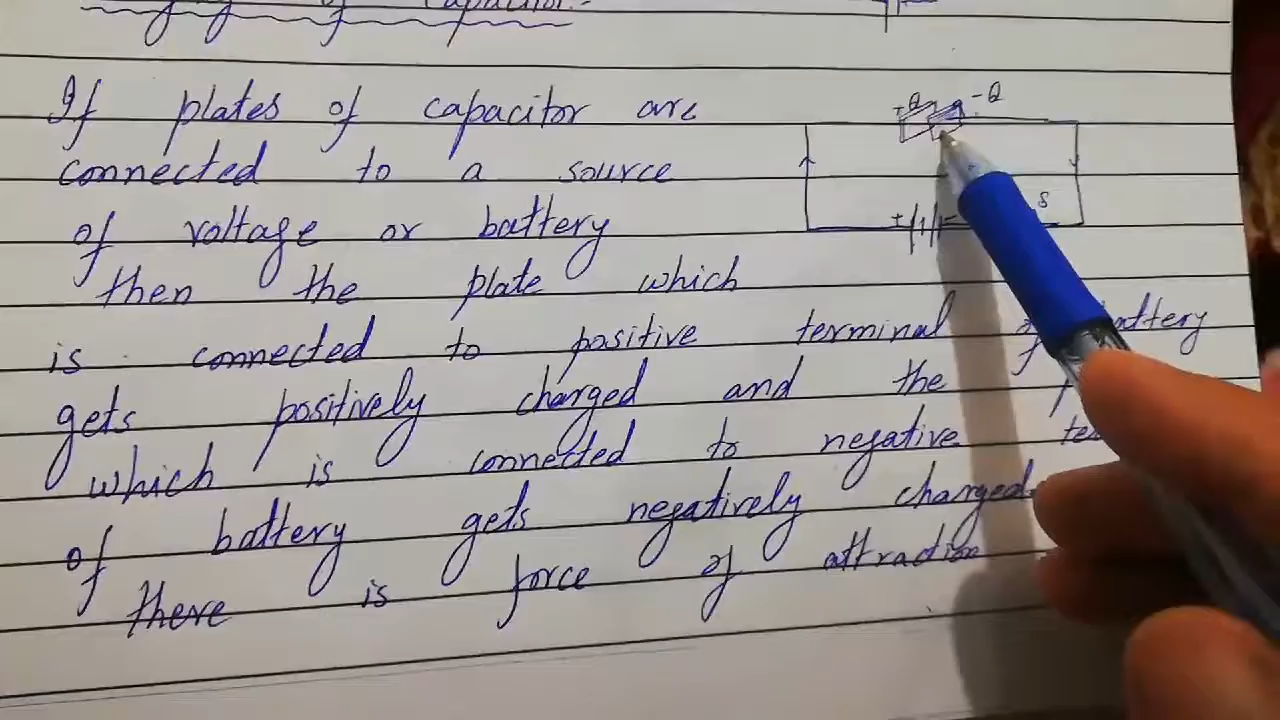 of capacitor:-
If plates of capacitor are
connected to a source
of voltage or battery
then the plate which
is connected to positive terminal battery
gets positively charged and the
which is connected to negative
of battery gets negatively charged.
there is force of attraction
+Q -Q
+ -
s